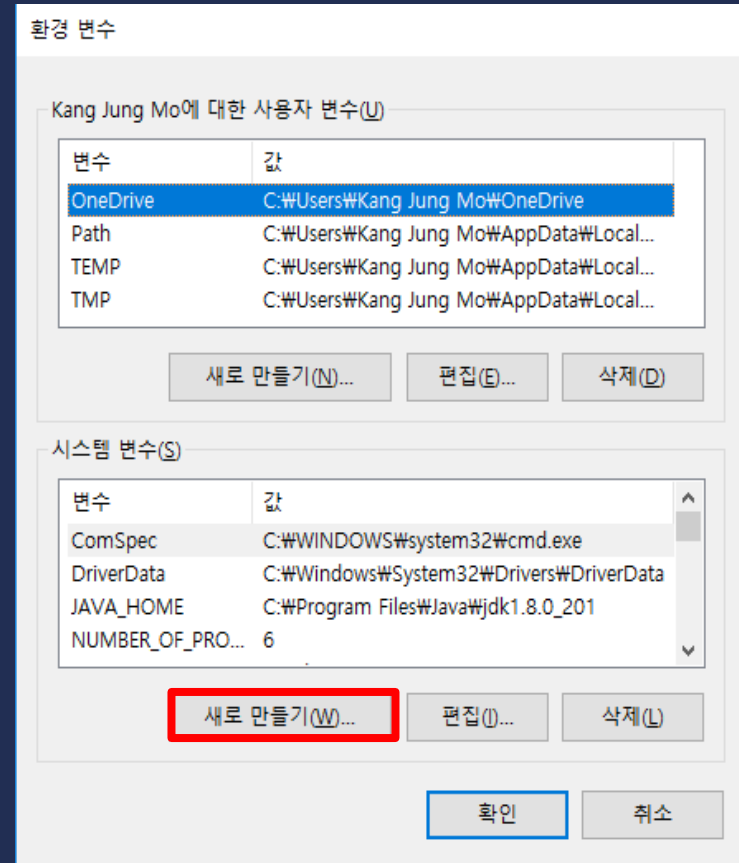 환경 변수
Kang Jung Mo에 대한 사용자 변수(U)
변수 값
OneDrive C:₩Users₩Kang Jung Mo₩OneDrive
Path C:₩Users₩Kang Jung Mo₩AppData₩Local...
TEMP C:₩Users₩Kang Jung Mo₩AppData₩Local...
TMP C:₩Users₩Kang Jung Mo₩AppData₩Local...
새로 만들기(N)... 편집(E)... 삭제(D)
시스템 변수(S)
변수 값
ComSpec C:₩WINDOWS₩system32₩cmd.exe
DriverData C:₩Windows₩System32₩Drivers₩DriverData
JAVA_HOME C:₩Program Files₩Java₩jdk1.8.0_201
NUMBER_OF_PRO... 6
새로 만들기(W)... 편집(I)... 삭제(L)
확인 취소